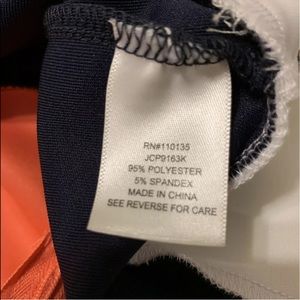 RN#110135
JCP9163K
95% POLYESTER
5% SPANDEX
MADE IN CHINA
SEE REVERSE FOR CARE